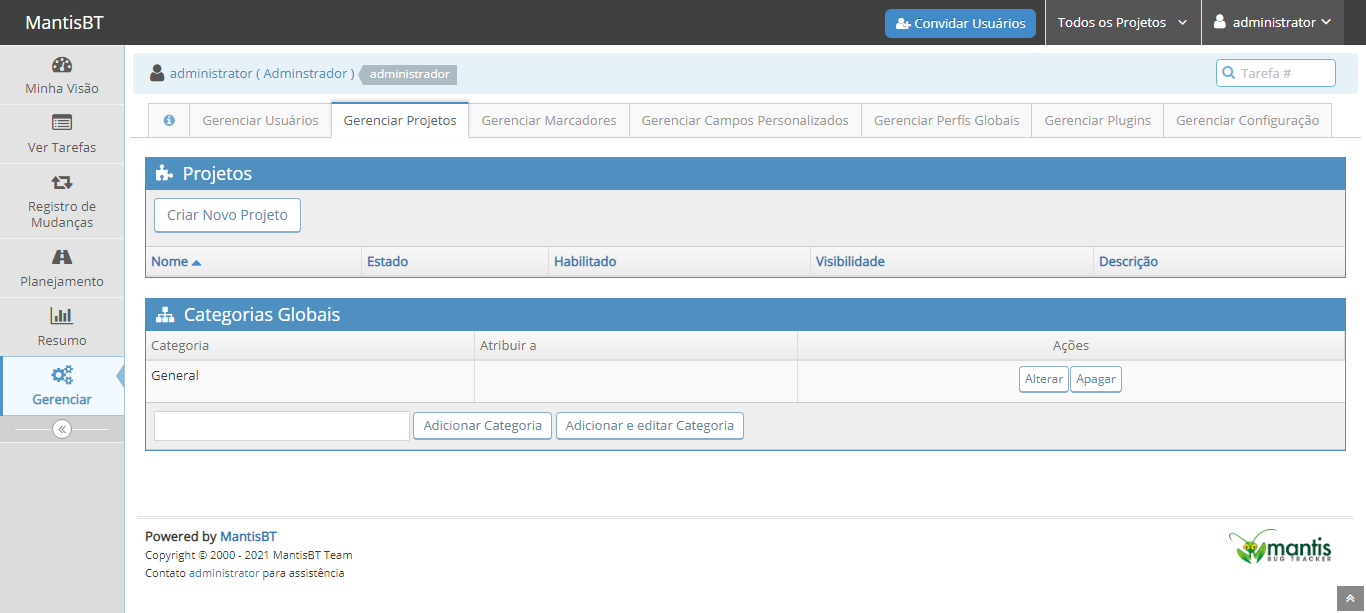 MantisBT
Convidar Usuários
Todos os Projetos
administrator
Minha Visão
Ver Tarefas
Registro de
Mudanças
Planejamento
Resumo
Gerenciar
administrator ( Adminstrador ) administrador
Tarefa #
Gerenciar Usuários Gerenciar Projetos Gerenciar Marcadores Gerenciar Campos Personalizados Gerenciar Perfís Globais Gerenciar Plugins Gerenciar Configuração
Projetos
Criar Novo Projeto
Nome Estado Habilitado Visibilidade Descrição
Categorias Globais
Categoria Atribuir a Ações
General Alterar Apagar
Adicionar Categoria Adicionar e editar Categoria
Powered by MantisBT
Copyright © 2000 - 2021 MantisBT Team
Contato administrator para assistência
mantis
BUG TRACKER